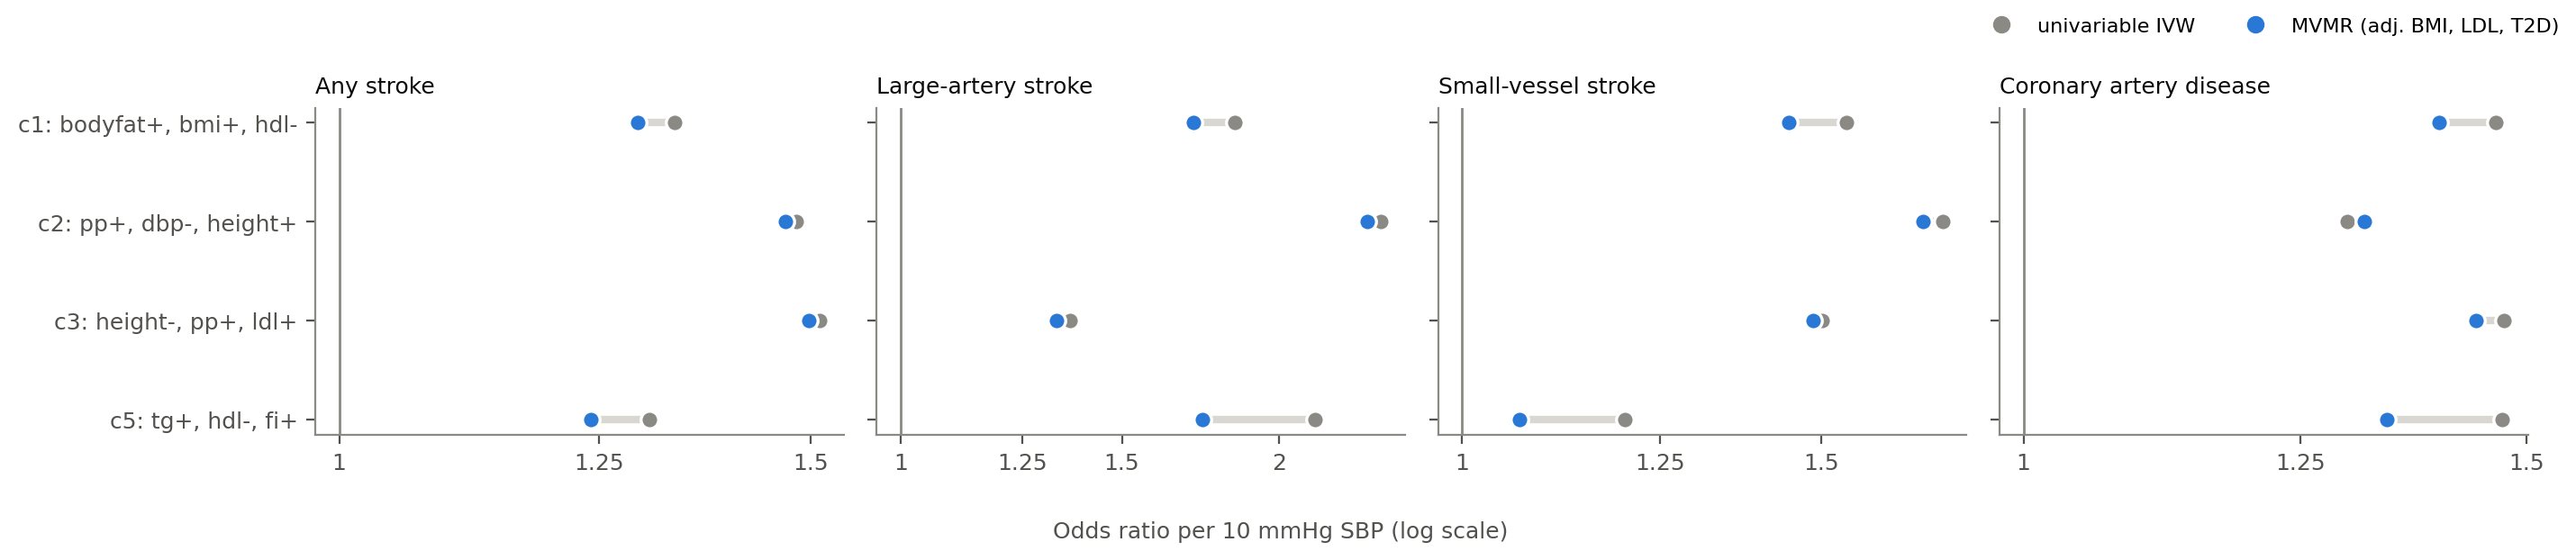 univariable IVW
MVMR (adj. BMI, LDL, T2D)
Any stroke
Large-artery stroke
Small-vessel stroke
Coronary artery disease
c1: bodyfat+, bmi+, hdl-
c2: pp+, dbp-, height+
c3: height-, pp+, ldl+
c5: tg+, hdl-, fi+
1 1.25 1.5
1 1.25 1.5 2
1 1.25 1.5
1 1.25 1.5
Odds ratio per 10 mmHg SBP (log scale)